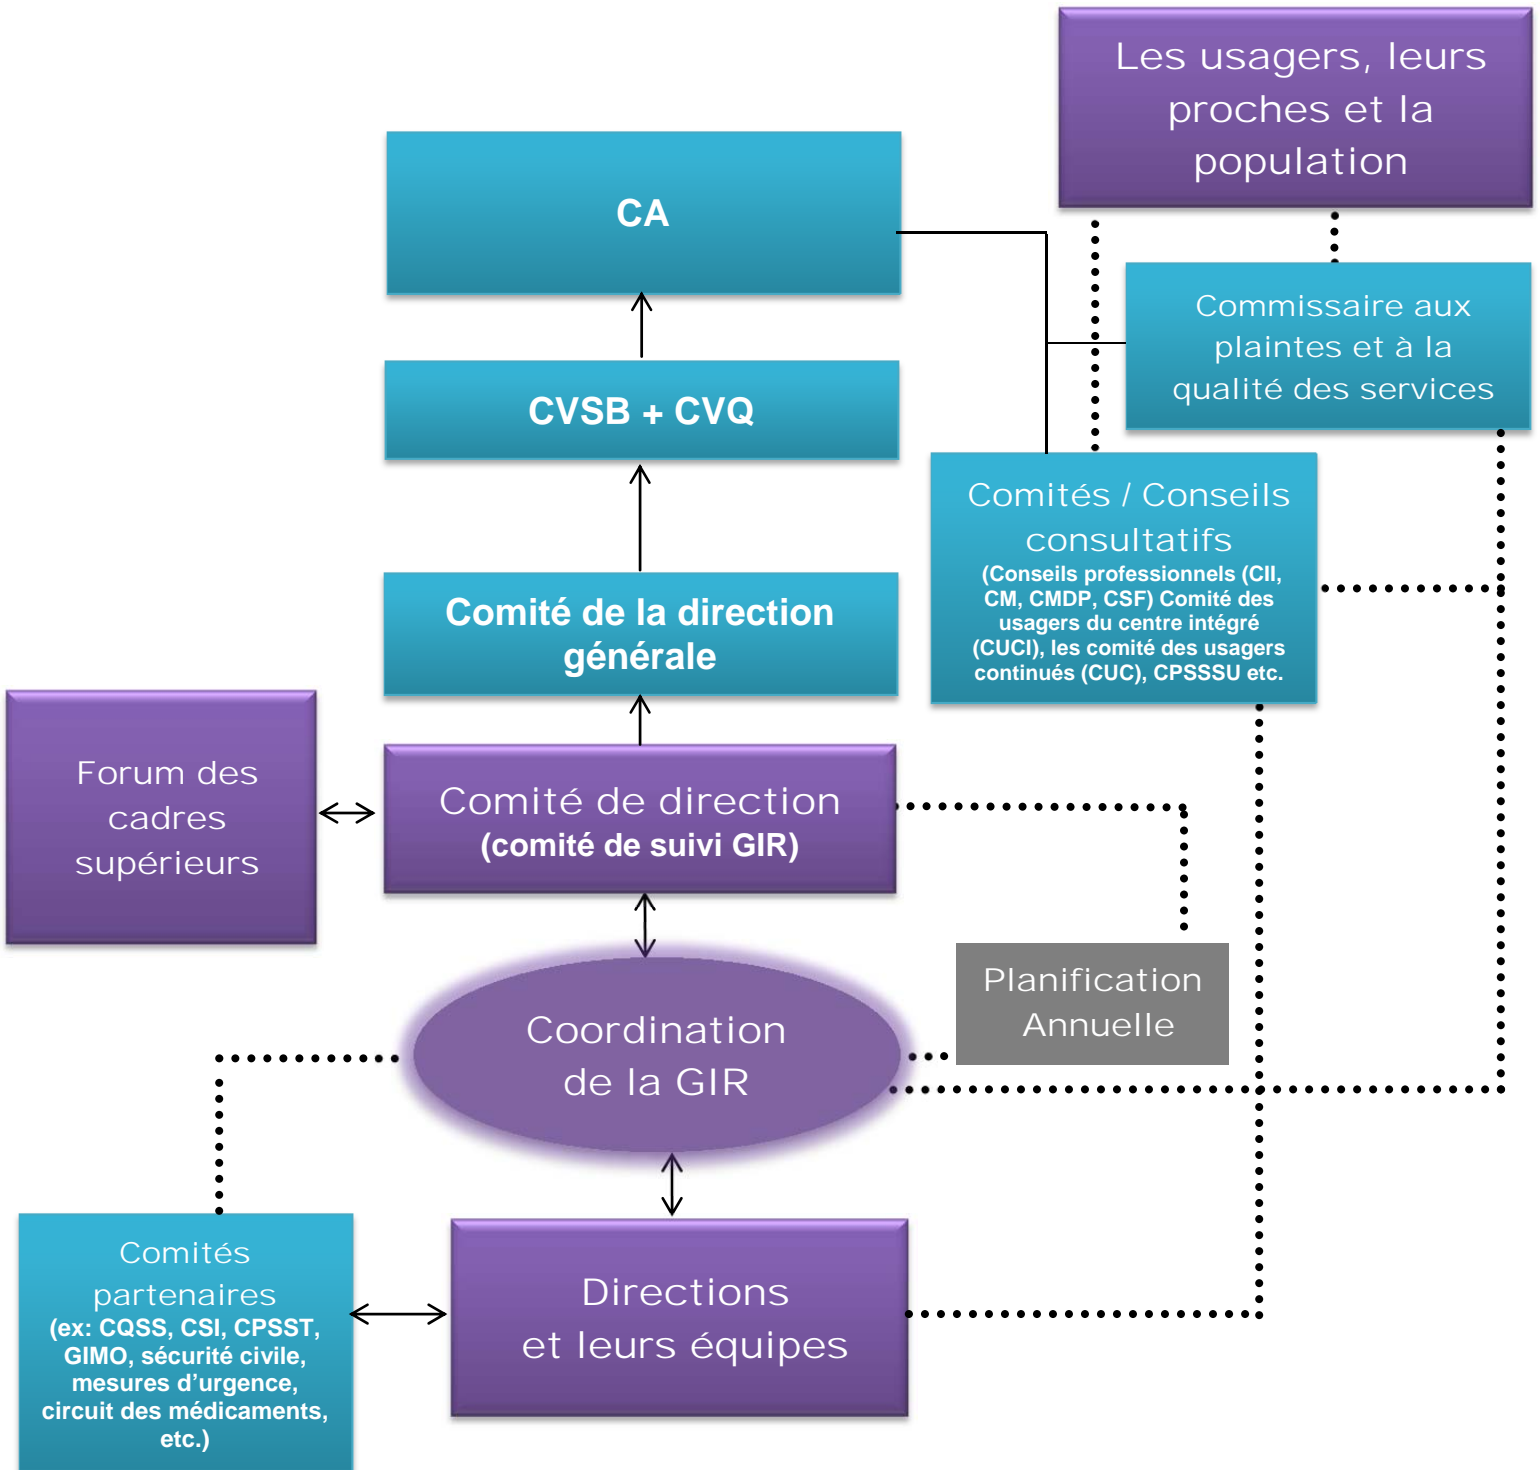 Les usagers, leurs
proches et la
population
CA
Commissaire aux
plaintes et à la
qualité des services
CVSB + CVQ
Comités / Conseils
consultatifs
(Conseils professionnels (CII,
CM, CMDP, CSF) Comité des
usagers du centre intégré
(CUCI), les comité des usagers
continués (CUC), CPSSSU etc.
Comité de la direction
générale
Forum des
cadres
supérieurs
Comité de direction
(comité de suivi GIR)
Planification
Annuelle
Coordination
de la GIR
Comités
partenaires
(ex: CQSS, CSI, CPSST,
GIMO, sécurité civile,
mesures d’urgence,
circuit des médicaments,
etc.)
Directions
et leurs équipes